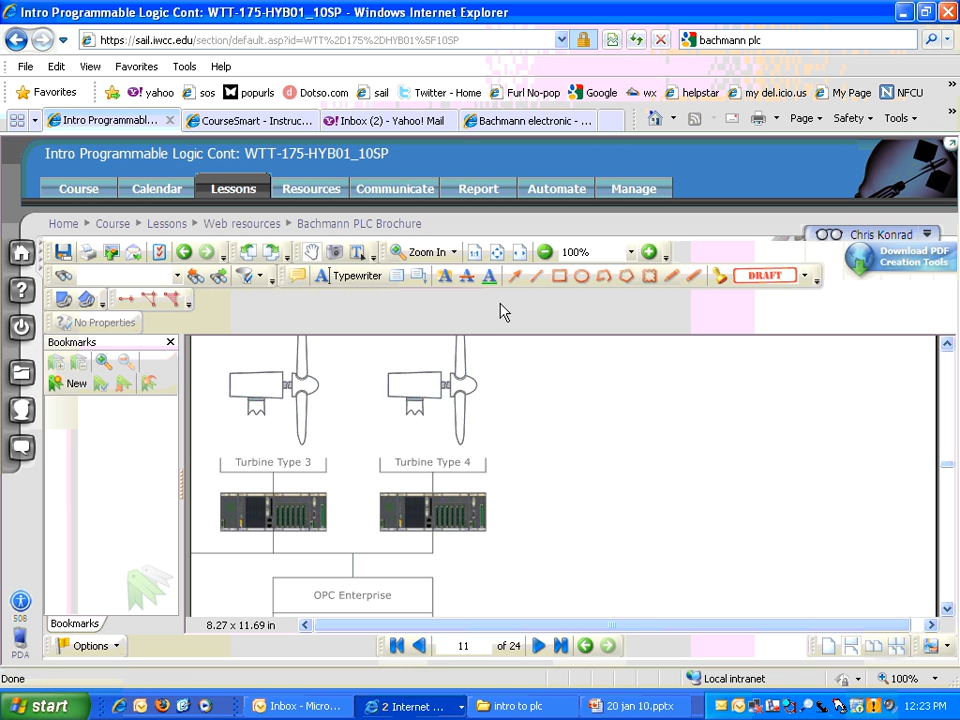 Intro Programmable Logic Cont: WTT-175-HYB01_10SP - Windows Internet Explorer
https://sail.iwcc.edu/section/default.asp?id=WTT%2D175%2DHYB01%5F10SP
bachmann plc
File Edit View Favorites Tools Help
Favorites yahoo sos popurls Dotso.com sail Twitter - Home Furl No-pop Google wx helpstar my del.icio.us My Page NFCU
Intro Programmabl... CourseSmart - Instruc... Inbox (2) - Yahoo! Mail Bachmann electronic - ... Page Safety Tools
Intro Programmable Logic Cont: WTT-175-HYB01_10SP
Course Calendar Lessons Resources Communicate Report Automate Manage
Home Course Lessons Web resources Bachmann PLC Brochure
Chris Konrad
Zoom In 100%
Download PDF
Creation Tools
Typewriter DRAFT
No Properties
Bookmarks
New
Turbine Type 3 Turbine Type 4
OPC Enterprise
Bookmarks
8.27 x 11.69 in
Options 11 of 24
508
PDA
Done Local intranet 100%
start Inbox - Micro... 2 Internet ... intro to plc 20 jan 10.pptx 12:23 PM